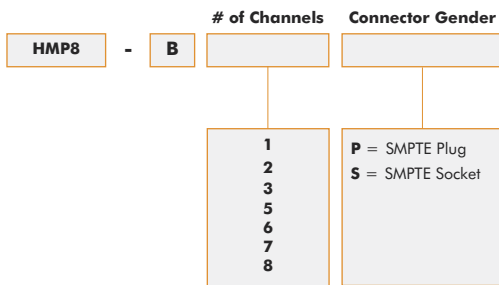 # of Channels Connector Gender
HMP8 - B
1
2
3
5
6
7
8
P = SMPTE Plug
S = SMPTE Socket